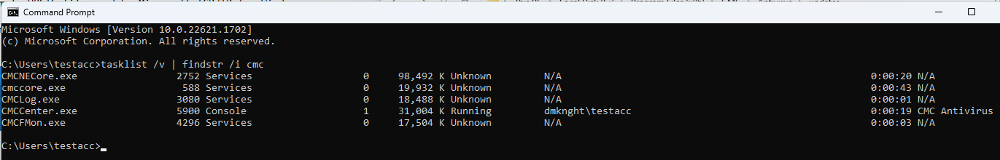 Command Prompt
Microsoft Windows [Version 10.0.22621.1702]
(c) Microsoft Corporation. All rights reserved.
C:\Users\testacc>tasklist /v | findstr /i cmc
CMCNECore.exe 2752 Services 0 98,492 K Unknown N/A 0:00:20 N/A
cmccore.exe 588 Services 0 19,932 K Unknown N/A 0:00:43 N/A
CMCLog.exe 3080 Services 0 18,488 K Unknown N/A 0:00:01 N/A
CMCCenter.exe 5900 Console 1 31,004 K Running dmknght\testacc 0:00:19 CMC Antivirus
CMCFMon.exe 4296 Services 0 17,504 K Unknown N/A 0:00:03 N/A
C:\Users\testacc>